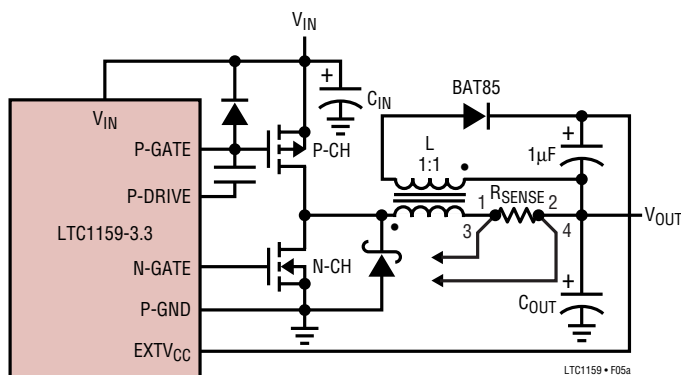 VIN
+
CIN
BAT85
VIN
P-GATE
P-CH
L
1:1
+
1µF
P-DRIVE
RSENSE
1
2
VOUT
3
4
LTC1159-3.3
N-GATE
N-CH
+
COUT
P-GND
EXTVCC
LTC1159 • F05a